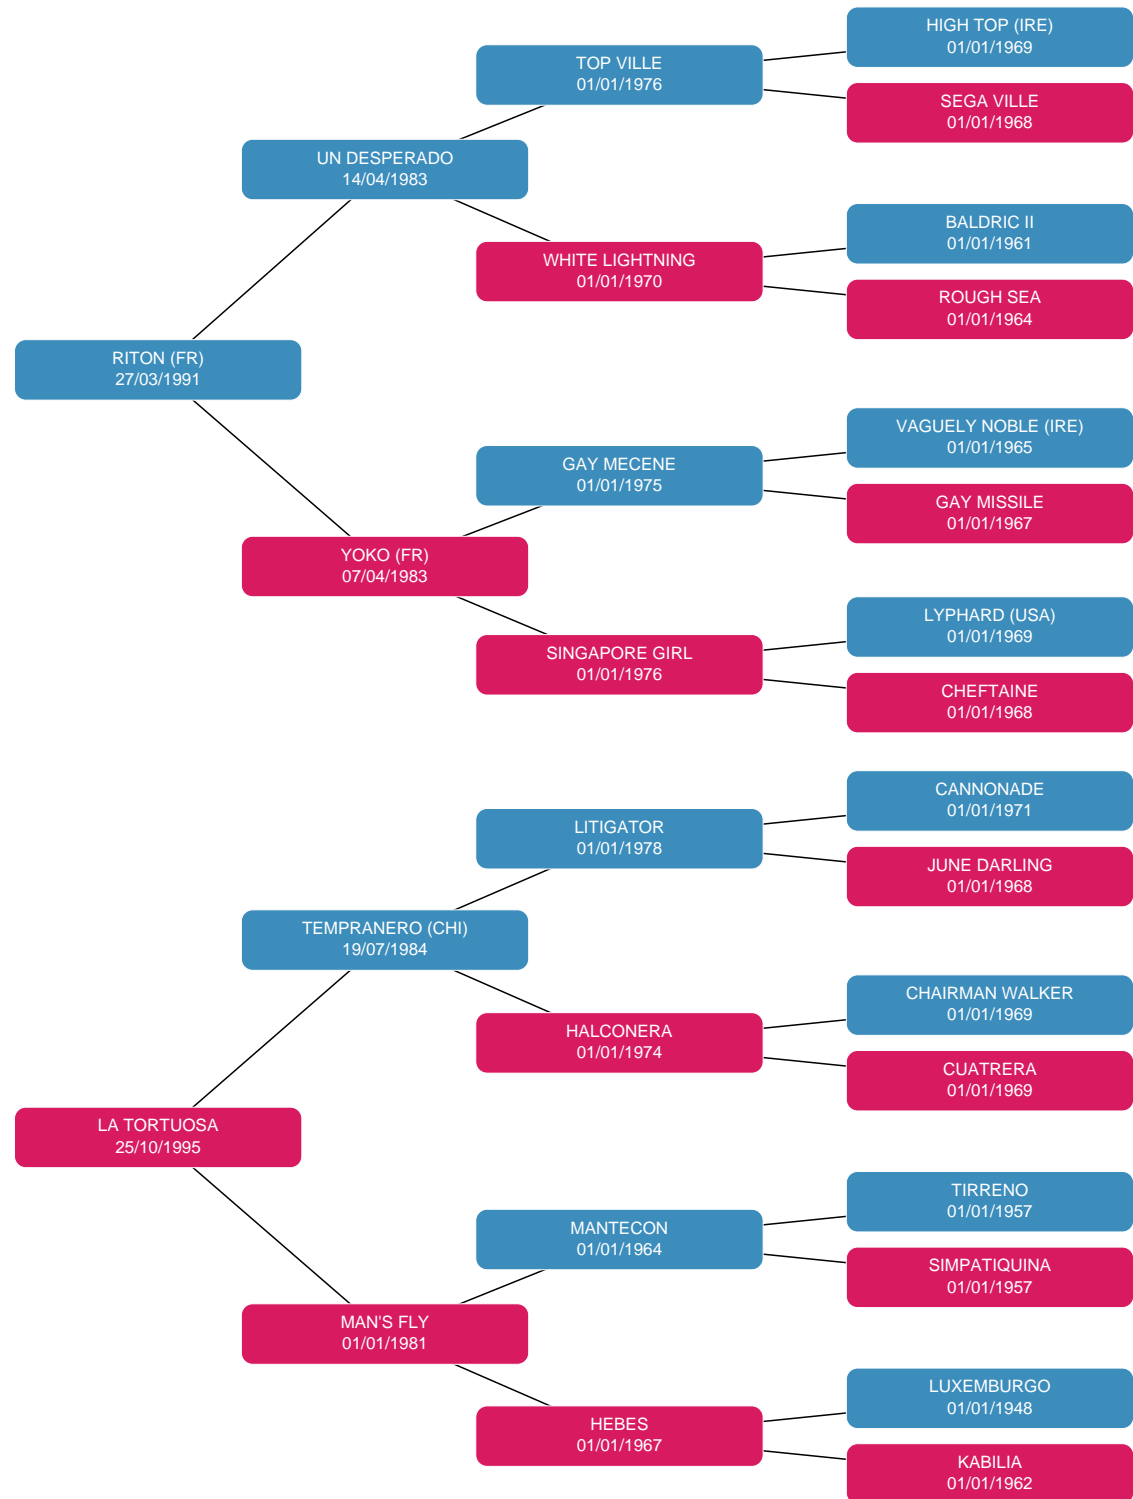 HIGH TOP (IRE)
01/01/1969
TOP VILLE
01/01/1976
SEGA VILLE
01/01/1968
UN DESPERADO
14/04/1983
BALDRIC II
01/01/1961
WHITE LIGHTNING
01/01/1970
ROUGH SEA
01/01/1964
RITON (FR)
27/03/1991
VAGUELY NOBLE (IRE)
01/01/1965
GAY MECENE
01/01/1975
GAY MISSILE
01/01/1967
YOKO (FR)
07/04/1983
LYPHARD (USA)
01/01/1969
SINGAPORE GIRL
01/01/1976
CHEFTAINE
01/01/1968
CANNONADE
01/01/1971
LITIGATOR
01/01/1978
JUNE DARLING
01/01/1968
TEMPRANERO (CHI)
19/07/1984
CHAIRMAN WALKER
01/01/1969
HALCONERA
01/01/1974
CUATRERA
01/01/1969
LA TORTUOSA
25/10/1995
TIRRENO
01/01/1957
MANTECON
01/01/1964
SIMPATIQUINA
01/01/1957
MAN'S FLY
01/01/1981
LUXEMBURGO
01/01/1948
HEBES
01/01/1967
KABILIA
01/01/1962